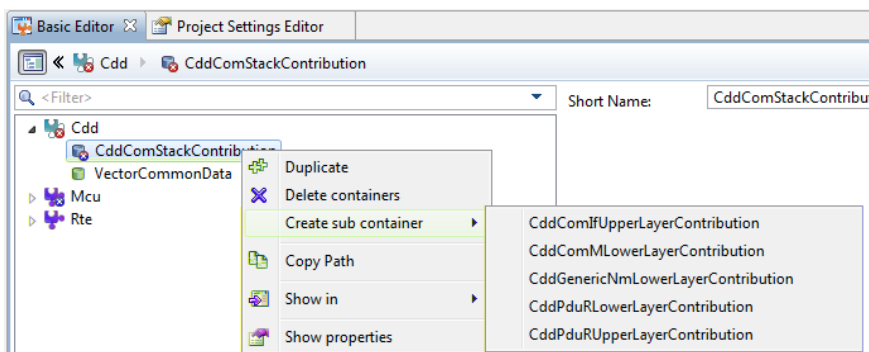 Basic Editor
Project Settings Editor
Cdd
CddComStackContribution
<Filter>
Short Name:
CddComStackContribu
Cdd
CddComStackContribution
VectorCommonData
Mcu
Rte
Duplicate
Delete containers
Create sub container
Copy Path
Show in
Show properties
CddComIfUpperLayerContribution
CddComMLowerLayerContribution
CddGenericNmLowerLayerContribution
CddPduRLowerLayerContribution
CddPduRUpperLayerContribution